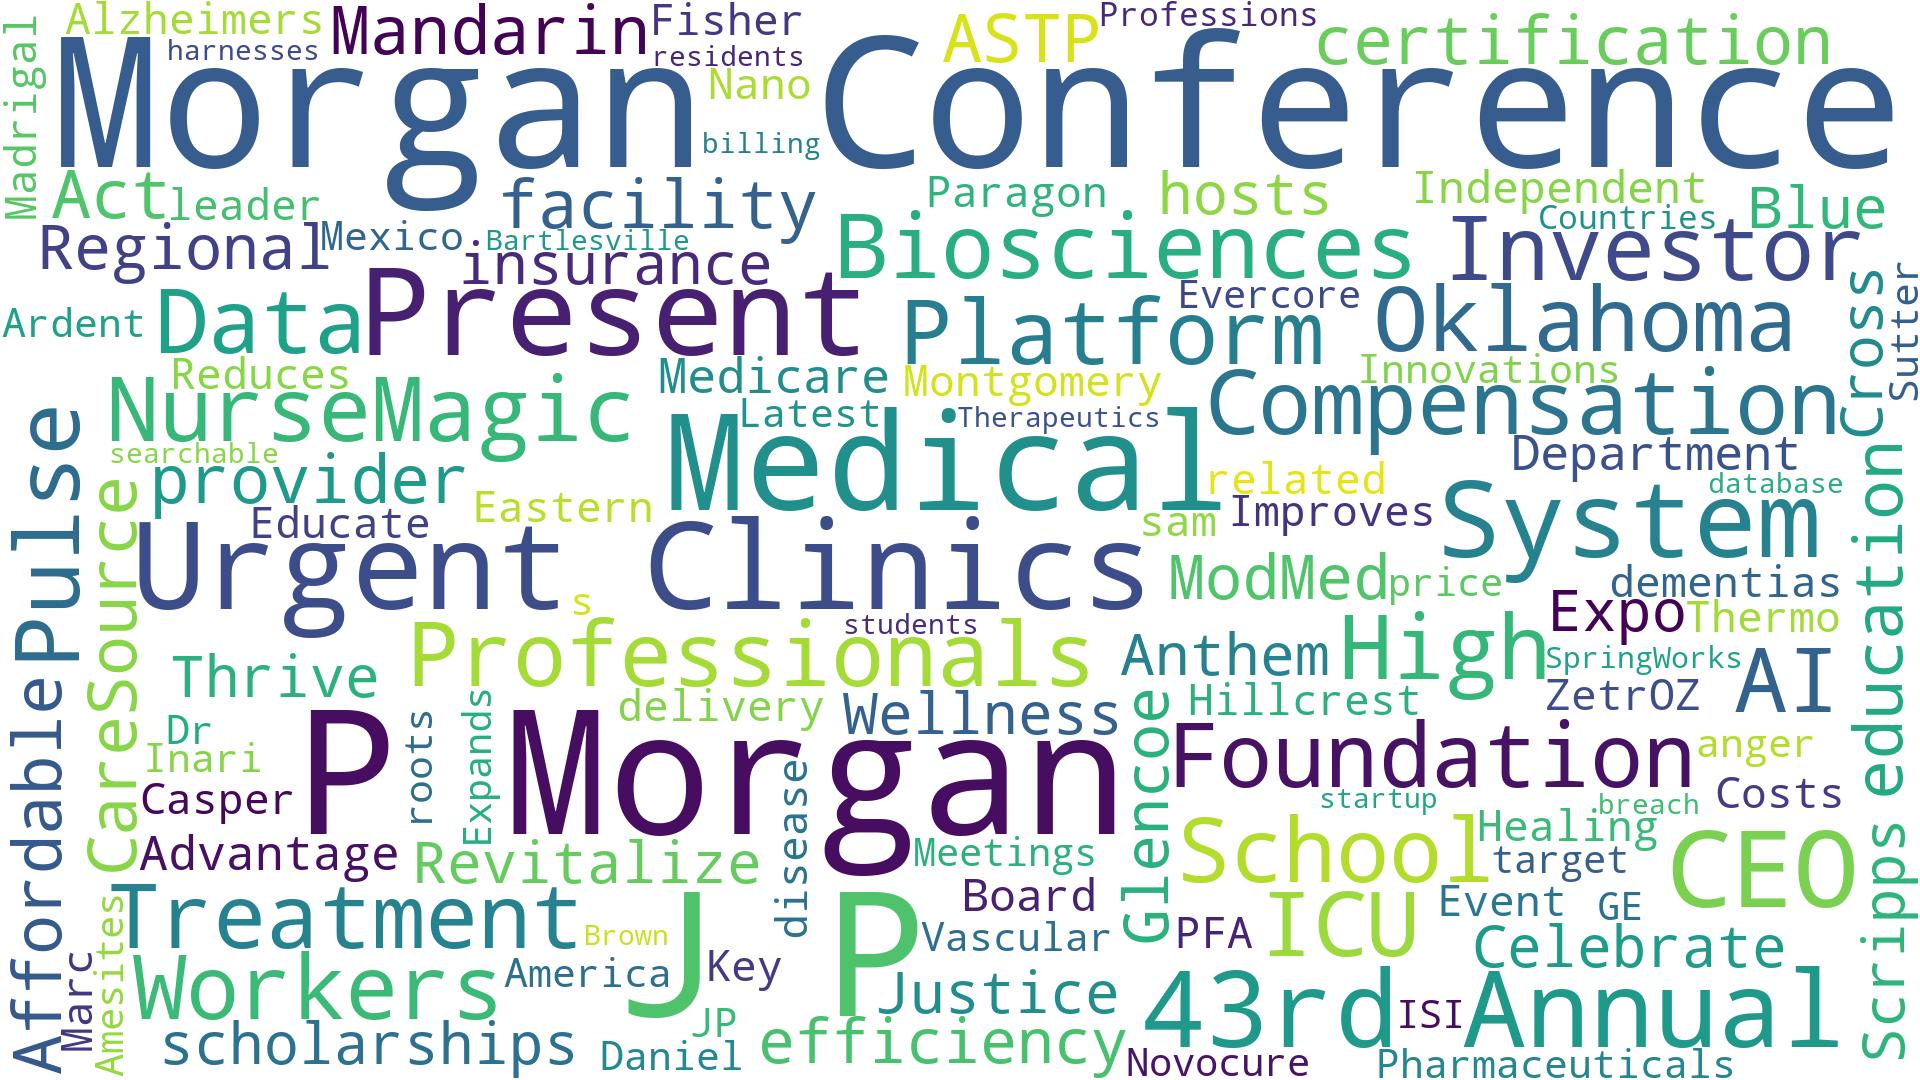 Alzheimers
harnesses
Mandarin
Fisher
residents
ASTP
Professions
certification
Madrigal
Morgan Conference
Nano
billing
Act
leader
facility
Paragon
hosts
Independent
Countries
Blue
Regional
Mexico
Bartlesville
insurance
Biosciences
Investor
Ardent
Data
Present
Platform
Evercore
Oklahoma
Cross
Sutter
Reduces
NurseMagic
Medicare
Montgomery
Innovations
Latest
Therapeutics
Compensation
searchable
provider
Medical
Department
related
database
Pulse
CareSource
Educate
Eastern
sam
Improves
System
Urgent Clinics
ModMed
price
dementias
s
students
Expo
Thermo
education
Thrive
Professionals
Anthem
High
SpringWorks
ZetrOZ
AI
Affordable
Dr
Inari
Casper
P Morgan
roots
Expands
delivery
Wellness
Glencoe
Hillcrest
Foundation
anger
disease
startup
breach
Costs
Advantage
Revitalize
Meetings
School
Healing
target
CEO
Treatment
Brown
J P
Board
Vascular
PFA
ICU
Event
GE
Scripps
Marc
Amesites
Workers
America
Key
Justice
43rd
ISI
Annual
Celebrate
scholarships
Daniel
JP
efficiency
Novocure
Pharmaceuticals